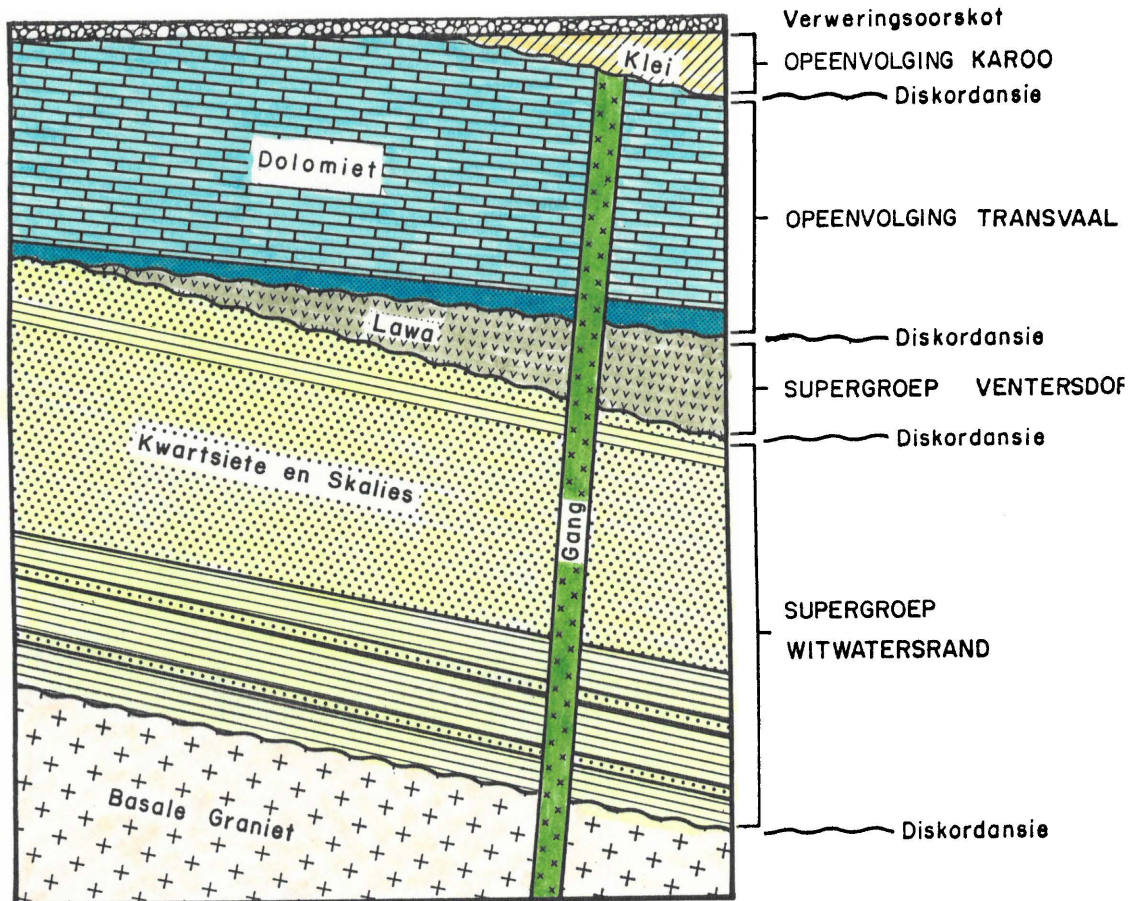 Verweringsoorskot
Klei
OPEENVOLGING KAROO
Diskordansie
Dolomiet
OPEENVOLGING TRANSVAAL
Lawa
Diskordansie
SUPERGROEP VENTERSDOR
Diskordansie
Kwartsiete en Skalies
Gang
SUPERGROEP
WITWATERSRAND
Basale Graniet
Diskordansie